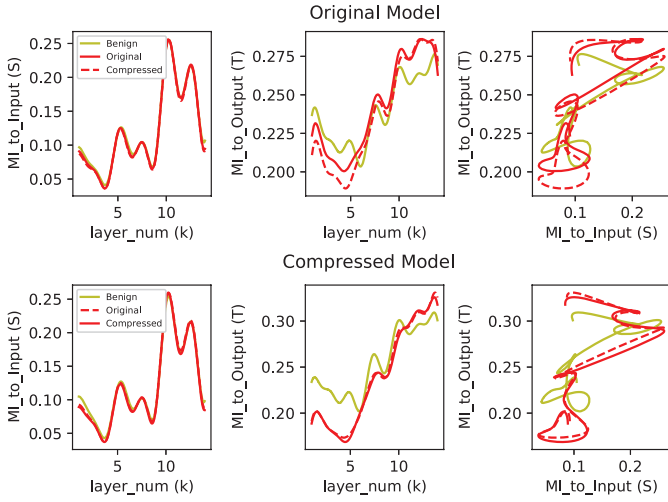 Original Model
MI_to_Input (S)
0.25
0.20
0.15
0.10
0.05
Benign
Original
Compressed
5
10
layer_num (k)
MI_to_Output (T)
0.275
0.250
0.225
0.200
5
10
layer_num (k)
MI_to_Output (T)
0.275
0.250
0.225
0.200
0.1
0.2
MI_to_Input (S)
Compressed Model
MI_to_Input (S)
0.25
0.20
0.15
0.10
0.05
Benign
Original
Compressed
5
10
layer_num (k)
MI_to_Output (T)
0.30
0.25
0.20
5
10
layer_num (k)
MI_to_Output (T)
0.30
0.25
0.20
0.1
0.2
MI_to_Input (S)